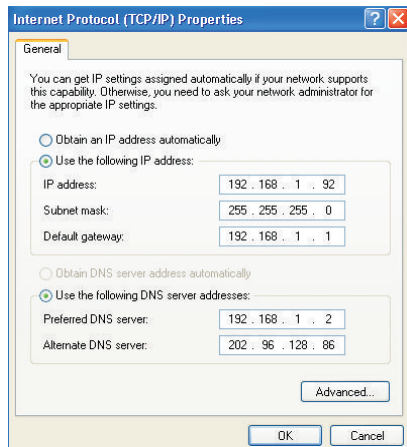 Internet Protocol (TCP/IP) Properties
General
You can get IP settings assigned automatically if your network supports
this capability. Otherwise, you need to ask your network administrator for
the appropriate IP settings.
Obtain an IP address automatically
Use the following IP address:
IP address: 192 . 168 . 1 . 92
Subnet mask: 255 . 255 . 255 . 0
Default gateway: 192 . 168 . 1 . 1
Obtain DNS server address automatically
Use the following DNS server addresses:
Preferred DNS server: 192 . 168 . 1 . 2
Alternate DNS server: 202 . 96 . 128 . 86
Advanced...
OK Cancel